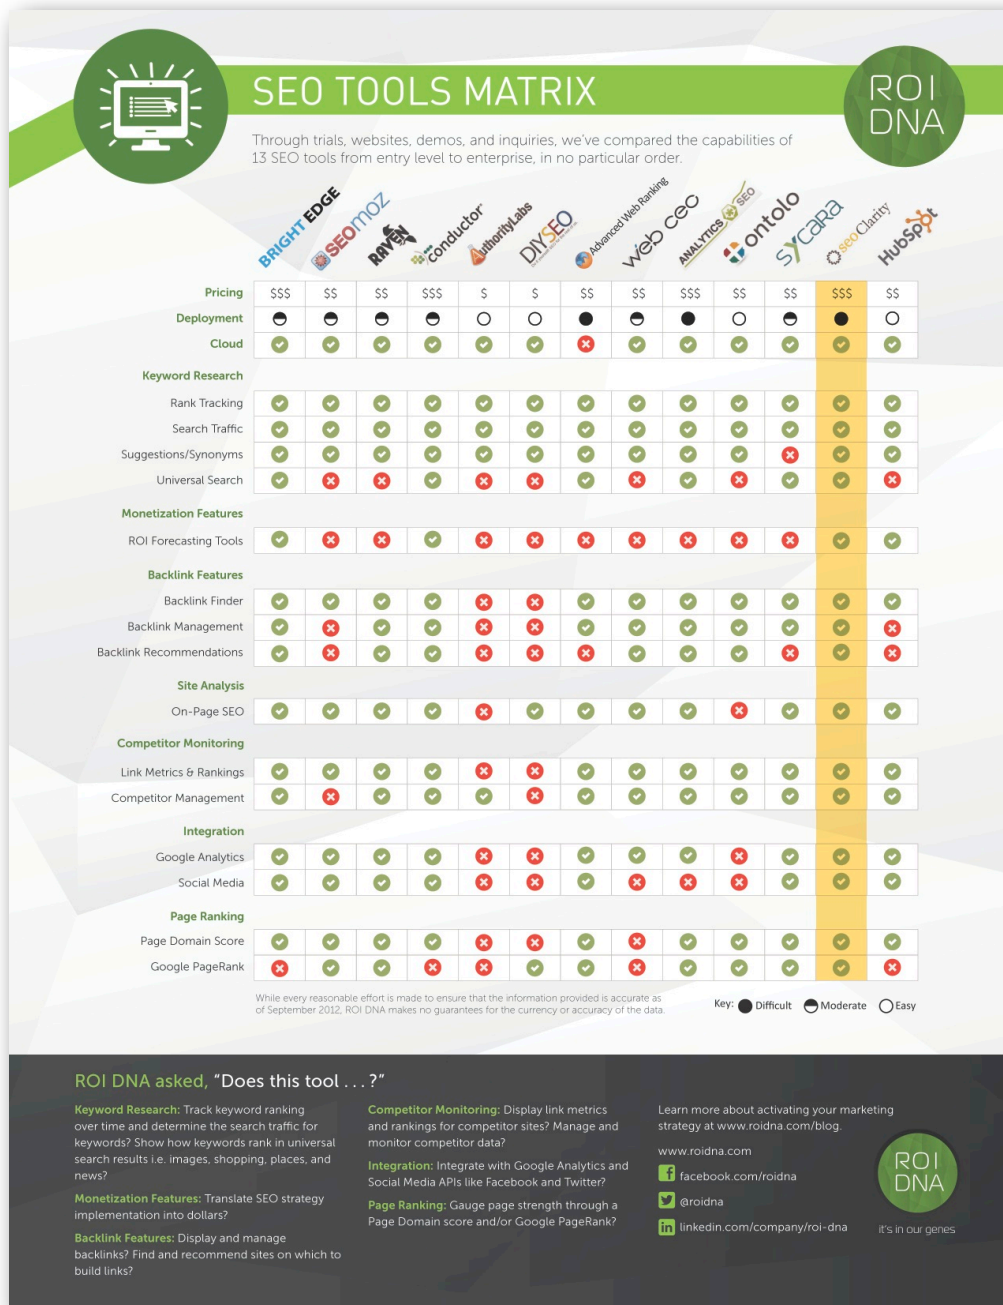 SEO TOOLS MATRIX
ROI
DNA
Through trials, websites, demos, and inquiries, we've compared the capabilities of
13 SEO tools from entry level to enterprise, in no particular order.
BRIGHT EDGE
SEOmoz
RAVEN
conductor
AuthorityLabs
DIYSEO
Advanced Web Ranking
web ceo
ANALYTICS SEO
ontolo
SYCARA
seoClarity
HubSpot
Pricing $$$ $$ $$ $$$ $ $ $$ $$ $$$ $$ $$ $$$ $$
Deployment
Cloud
Keyword Research
Rank Tracking
Search Traffic
Suggestions/Synonyms
Universal Search
Monetization Features
ROI Forecasting Tools
Backlink Features
Backlink Finder
Backlink Management
Backlink Recommendations
Site Analysis
On-Page SEO
Competitor Monitoring
Link Metrics & Rankings
Competitor Management
Integration
Google Analytics
Social Media
Page Ranking
Page Domain Score
Google PageRank
While every reasonable effort is made to ensure that the information provided is accurate as
of September 2012, ROI DNA makes no guarantees for the currency or accuracy of the data.
Key: Difficult Moderate Easy
ROI DNA asked, "Does this tool . . . ?"
Keyword Research: Track keyword ranking
over time and determine the search traffic for
keywords? Show how keywords rank in universal
search results i.e. images, shopping, places, and
news?
Monetization Features: Translate SEO strategy
implementation into dollars?
Backlink Features: Display and manage
backlinks? Find and recommend sites on which to
build links?
Competitor Monitoring: Display link metrics
and rankings for competitor sites? Manage and
monitor competitor data?
Integration: Integrate with Google Analytics and
Social Media APIs like Facebook and Twitter?
Page Ranking: Gauge page strength through a
Page Domain score and/or Google PageRank?
Learn more about activating your marketing
strategy at www.roidna.com/blog.
www.roidna.com
facebook.com/roidna
@roidna
linkedin.com/company/roi-dna
ROI
DNA
it's in our genes